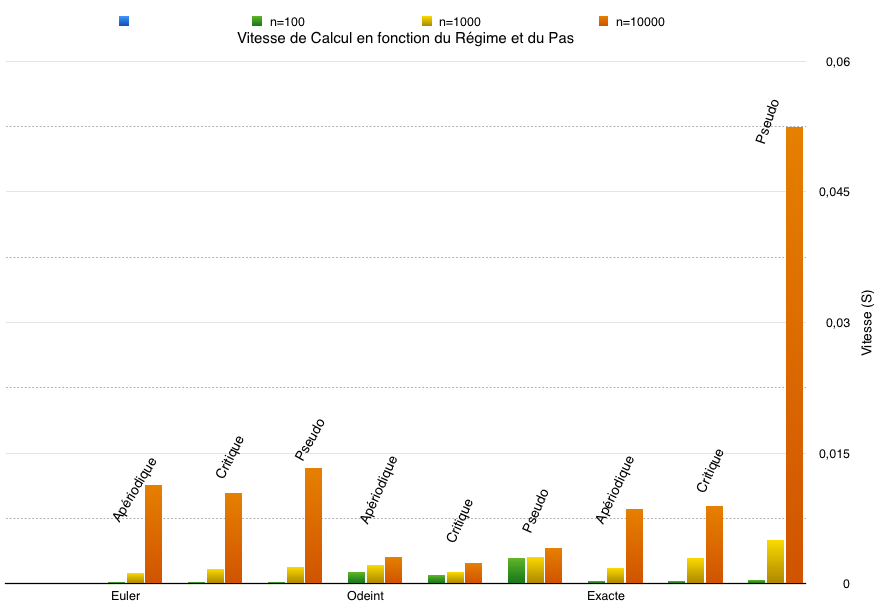 n=100 n=1000 n=10000
Vitesse de Calcul en fonction du Régime et du Pas
0,06
0,045
0,03
0,015
0
Vitesse (S)
Apériodique
Critique
Pseudo
Apériodique
Critique
Pseudo
Apériodique
Critique
Pseudo
Euler Odeint Exacte